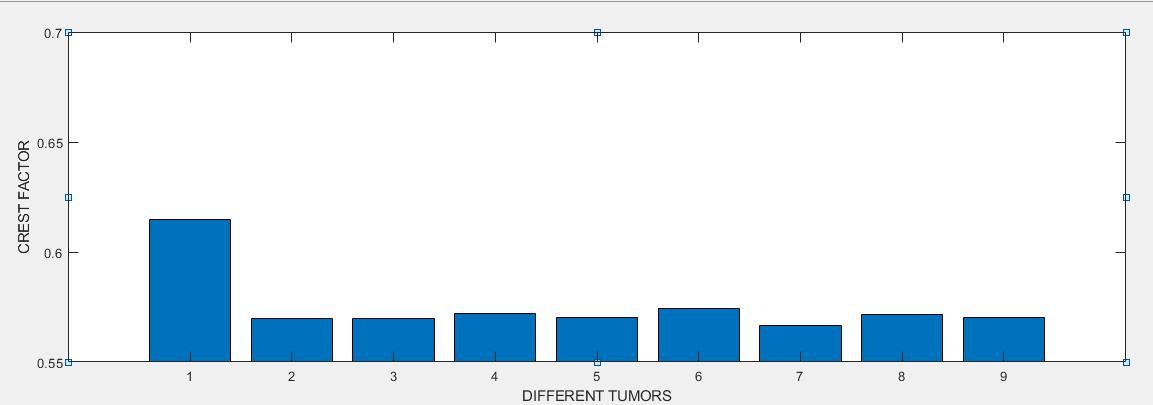 0.7
0.65
0.6
0.55
CREST FACTOR
1 2 3 4 5 6 7 8 9
DIFFERENT TUMORS